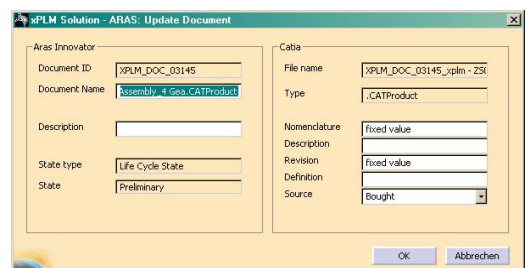 xPLM Solution - ARAS: Update Document
Aras Innovator
Document ID XPLM_DOC_03145
Document Name Assembly_4 Gea.CATProduct
Description
State type Life Cycle State
State Preliminary
Catia
File name XPLM_DOC_03145_xplm - ZS(
Type .CATProduct
Nomenclature fixed value
Description
Revision fixed value
Definition
Source Bought
OK Abbrechen